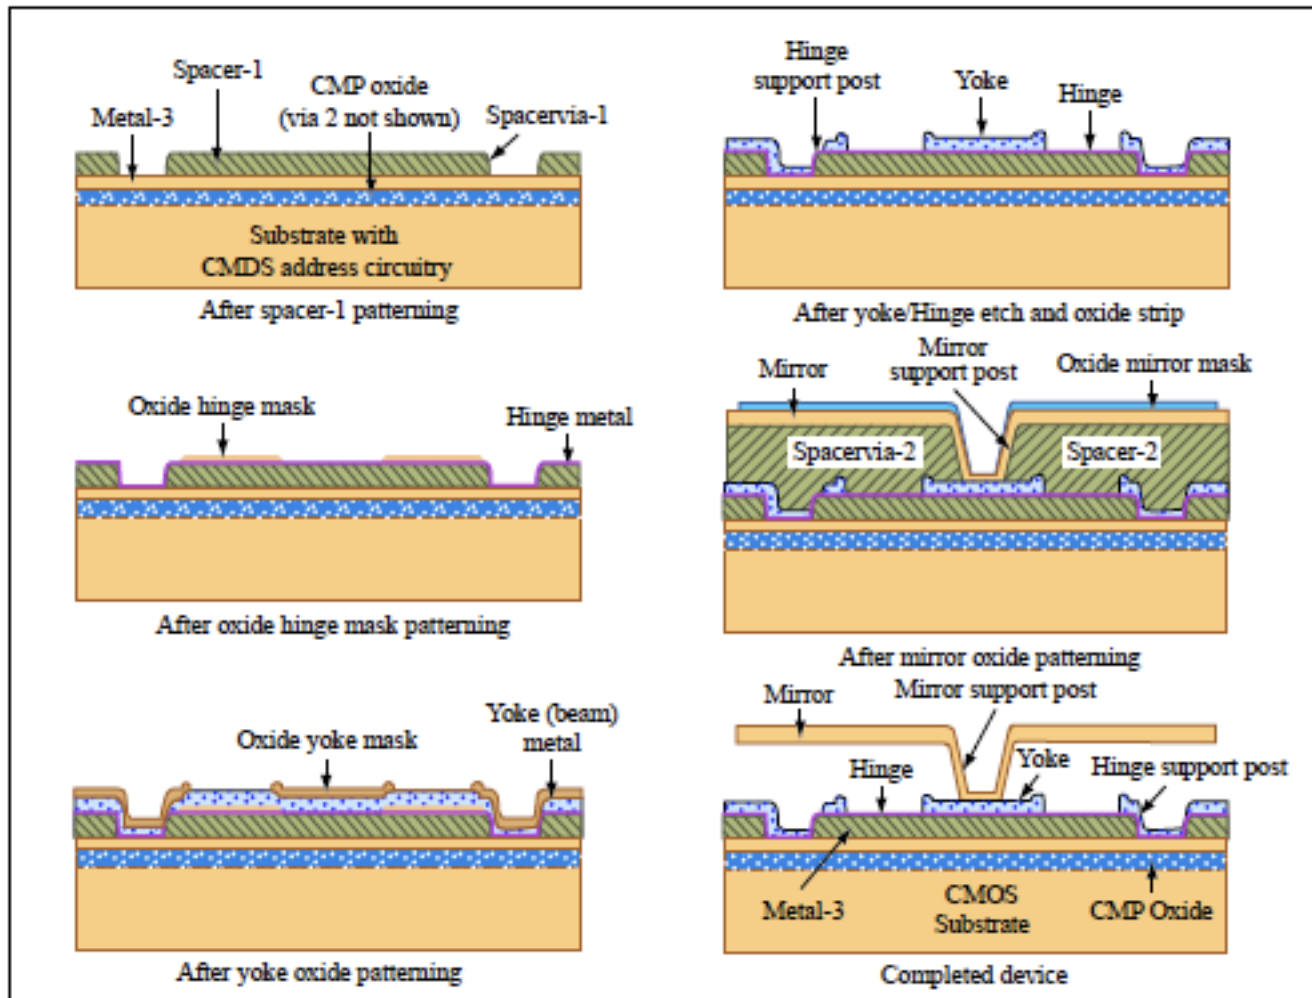 Spacer-1
CMP oxide
(via 2 not shown)
Metal-3
Spacervia-1
Substrate with
CMDS address circuitry
After spacer-1 patterning
Oxide hinge mask
Hinge metal
After oxide hinge mask patterning
Oxide yoke mask
Yoke (beam)
metal
After yoke oxide patterning
Hinge
support post
Yoke
Hinge
After yoke/Hinge etch and oxide strip
Mirror
Mirror
support post
Oxide mirror mask
Spacervia-2
Spacer-2
After mirror oxide patterning
Mirror
Mirror support post
Hinge
Yoke
Hinge support post
Metal-3
CMOS
Substrate
CMP Oxide
Completed device